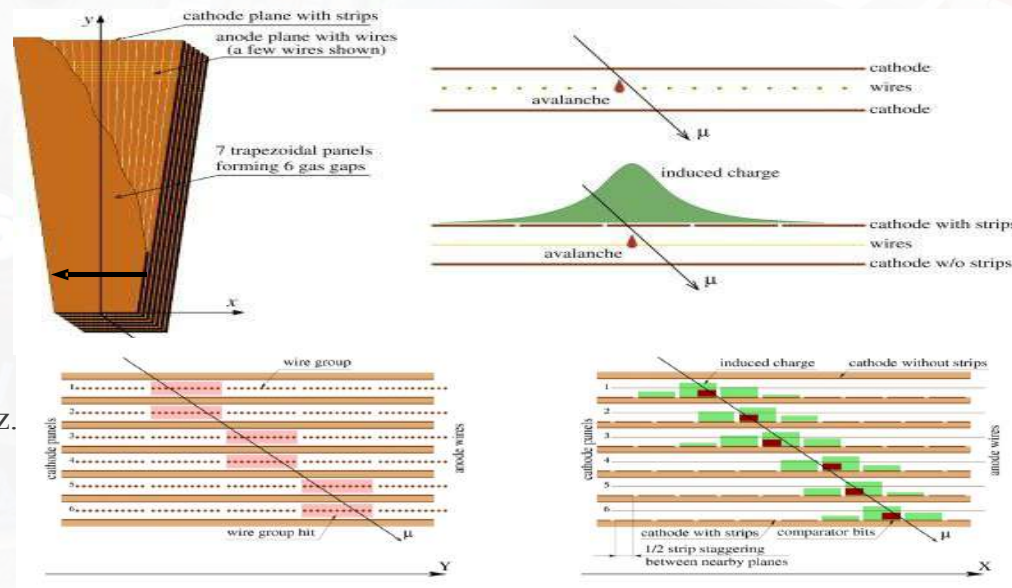 cathode plane with strips
y
anode plane with wires
(a few wires shown)
7 trapezoidal panels
forming 6 gas gaps
x
cathode
wires
avalanche
cathode
μ
induced charge
cathode with strips
wires
avalanche
cathode w/o strips
μ
z.
wire group
1
2
3
4
5
6
cathode panels
anode wires
wire group hit
μ
Y
induced charge
cathode without strips
1
2
3
4
5
6
cathode panels
anode wires
cathode with strips
comparator bits
μ
1/2 strip staggering
between nearby planes
X